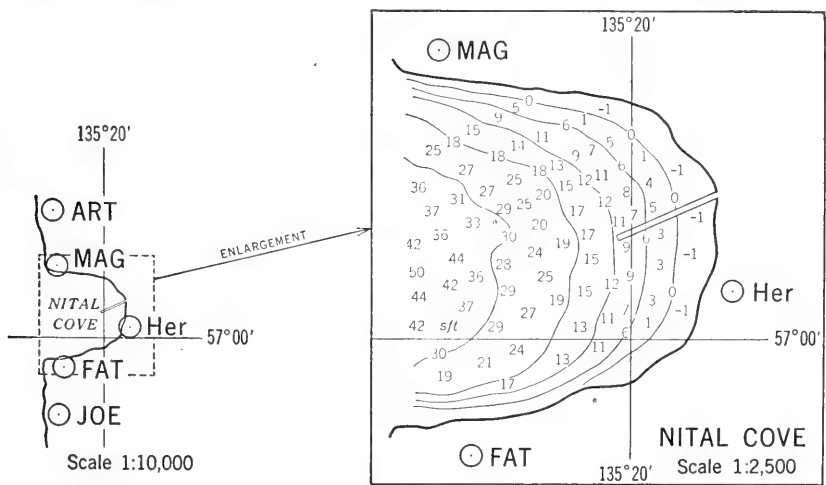 135°20'
ART
MAG
NITAL
COVE
Her
57°00'
FAT
JOE
Scale 1:10,000
ENLARGEMENT
135°20'
MAG
0
5
9 6 1 -1
15 11 0
18 14 5
25 18 13 9 7 6 1 -1
27 18 12 11
36 25 15 8 4 0
31 27 20 12
37 29 25 17 11 7 5
33 20 -1
42 36 30 17 9 6 3
44 24 19
50 36 28 25 15 9 3
44 29 12 0
37 19 15 3 -1
42 sft 29 27 13 11 7 1
6
30 24 13 11
19 21
17
Her
57°00'
FAT
NITAL COVE
Scale 1:2,500
135°20'